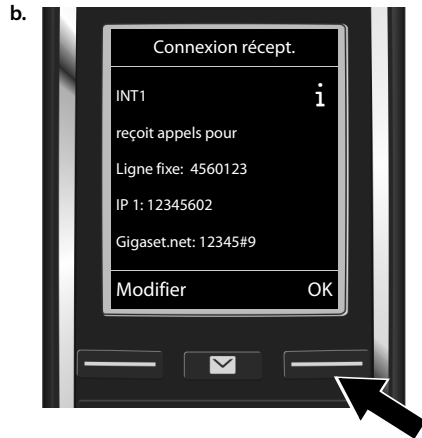 b.
Connexion récept.
INT1 i
reçoit appels pour
Ligne fixe: 4560123
IP 1: 12345602
Gigaset.net: 12345#9
Modifier OK